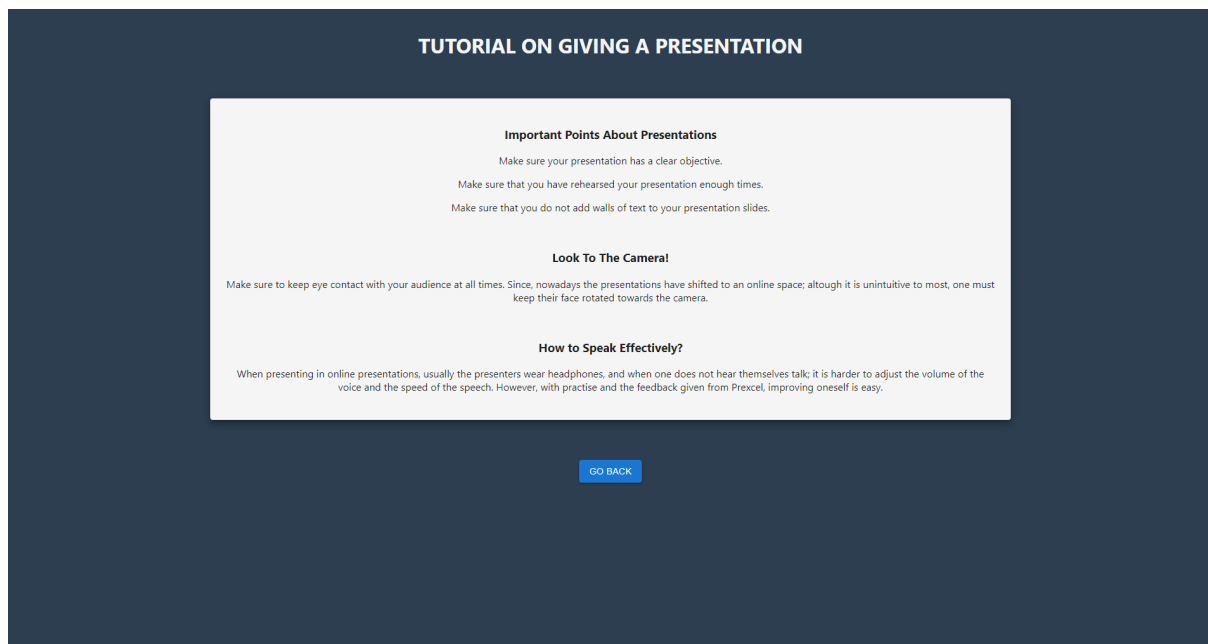 TUTORIAL ON GIVING A PRESENTATION
Important Points About Presentations
Make sure your presentation has a clear objective.
Make sure that you have rehearsed your presentation enough times.
Make sure that you do not add walls of text to your presentation slides.
Look To The Camera!
Make sure to keep eye contact with your audience at all times. Since, nowadays the presentations have shifted to an online space; altough it is unintuitive to most, one must
keep their face rotated towards the camera.
How to Speak Effectively?
When presenting in online presentations, usually the presenters wear headphones, and when one does not hear themselves talk; it is harder to adjust the volume of the
voice and the speed of the speech. However, with practise and the feedback given from Prexcel, improving oneself is easy.
GO BACK